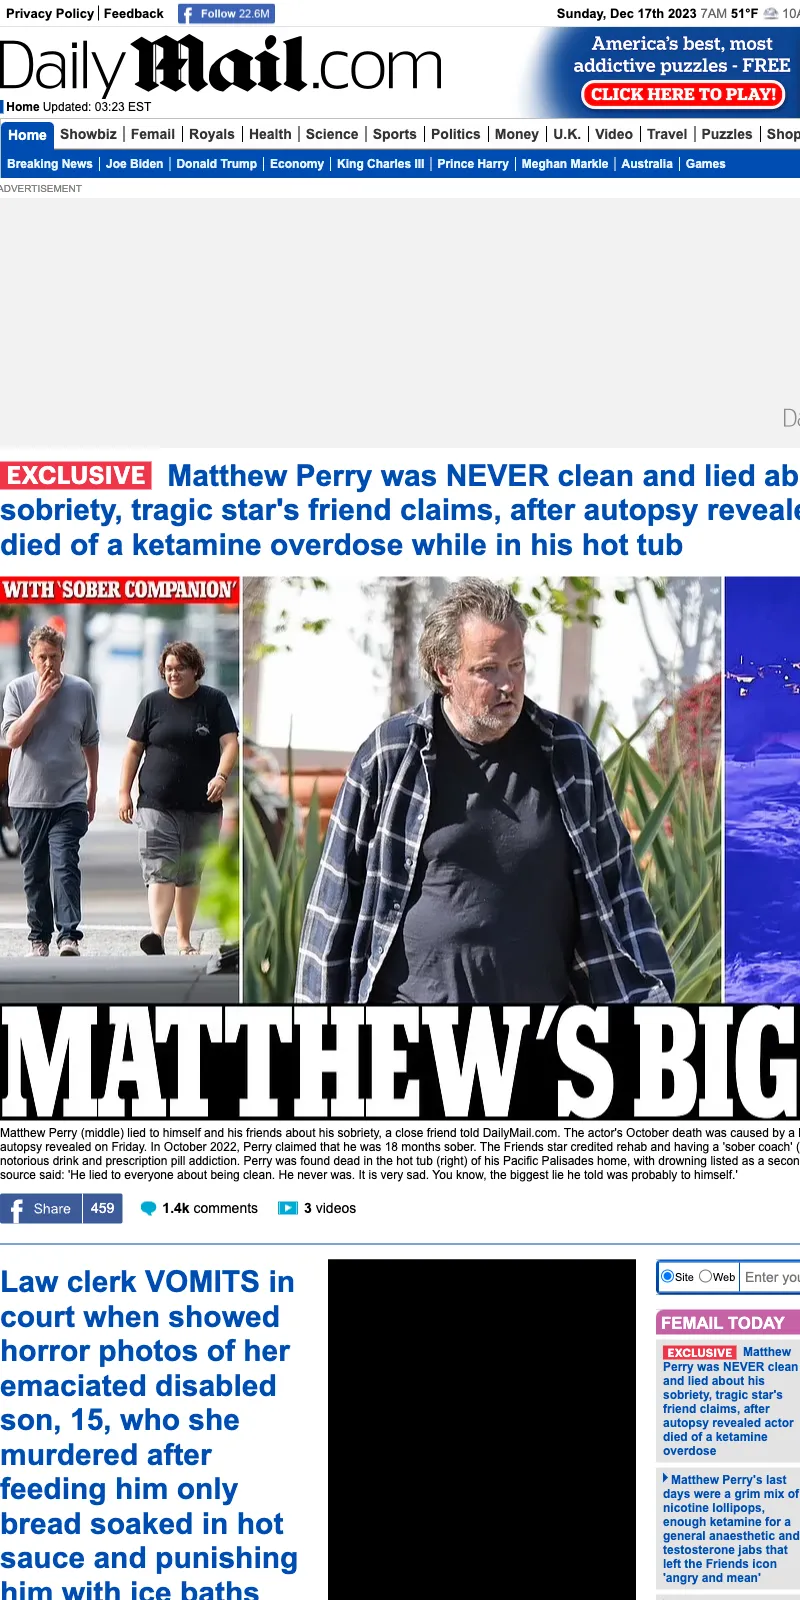 Privacy Policy | Feedback
Follow 22.6M
Sunday, Dec 17th 2023 7AM 51°F 10A
DailyMail.com
America's best, most
addictive puzzles - FREE
CLICK HERE TO PLAY!
Home Updated: 03:23 EST
Home Showbiz | Femail | Royals | Health | Science | Sports | Politics | Money | U.K. | Video | Travel | Puzzles | Shop
Breaking News | Joe Biden | Donald Trump | Economy | King Charles III | Prince Harry | Meghan Markle | Australia | Games
ADVERTISEMENT
Da
EXCLUSIVE Matthew Perry was NEVER clean and lied ab
sobriety, tragic star's friend claims, after autopsy reveale
died of a ketamine overdose while in his hot tub
WITH 'SOBER COMPANION'
MATTHEW'S BIG
Matthew Perry (middle) lied to himself and his friends about his sobriety, a close friend told DailyMail.com. The actor's October death was caused by a
autopsy revealed on Friday. In October 2022, Perry claimed that he was 18 months sober. The Friends star credited rehab and having a 'sober coach' (
notorious drink and prescription pill addiction. Perry was found dead in the hot tub (right) of his Pacific Palisades home, with drowning listed as a secon
source said: 'He lied to everyone about being clean. He never was. It is very sad. You know, the biggest lie he told was probably to himself.'
Share 459 1.4k comments 3 videos
Law clerk VOMITS in
court when showed
horror photos of her
emaciated disabled
son, 15, who she
murdered after
feeding him only
bread soaked in hot
sauce and punishing
him with ice baths
Site Web Enter you
FEMAIL TODAY
EXCLUSIVE Matthew
Perry was NEVER clean
and lied about his
sobriety, tragic star's
friend claims, after
autopsy revealed actor
died of a ketamine
overdose
Matthew Perry's last
days were a grim mix of
nicotine lollipops,
enough ketamine for a
general anaesthetic and
testosterone jabs that
left the Friends icon
'angry and mean'